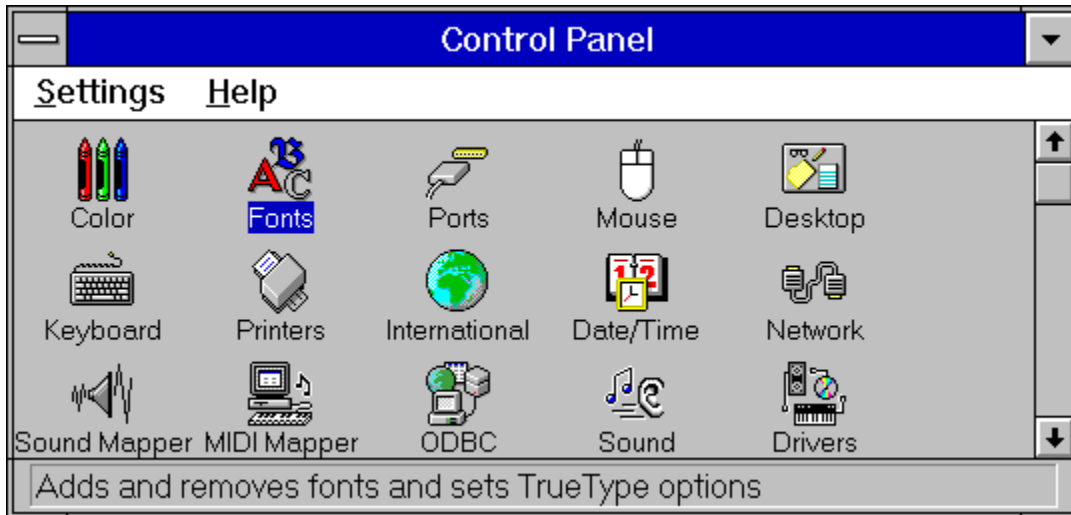 Control Panel
Settings Help
Color Fonts Ports Mouse Desktop
Keyboard Printers International Date/Time Network
Sound Mapper MIDI Mapper ODBC Sound Drivers
Adds and removes fonts and sets TrueType options